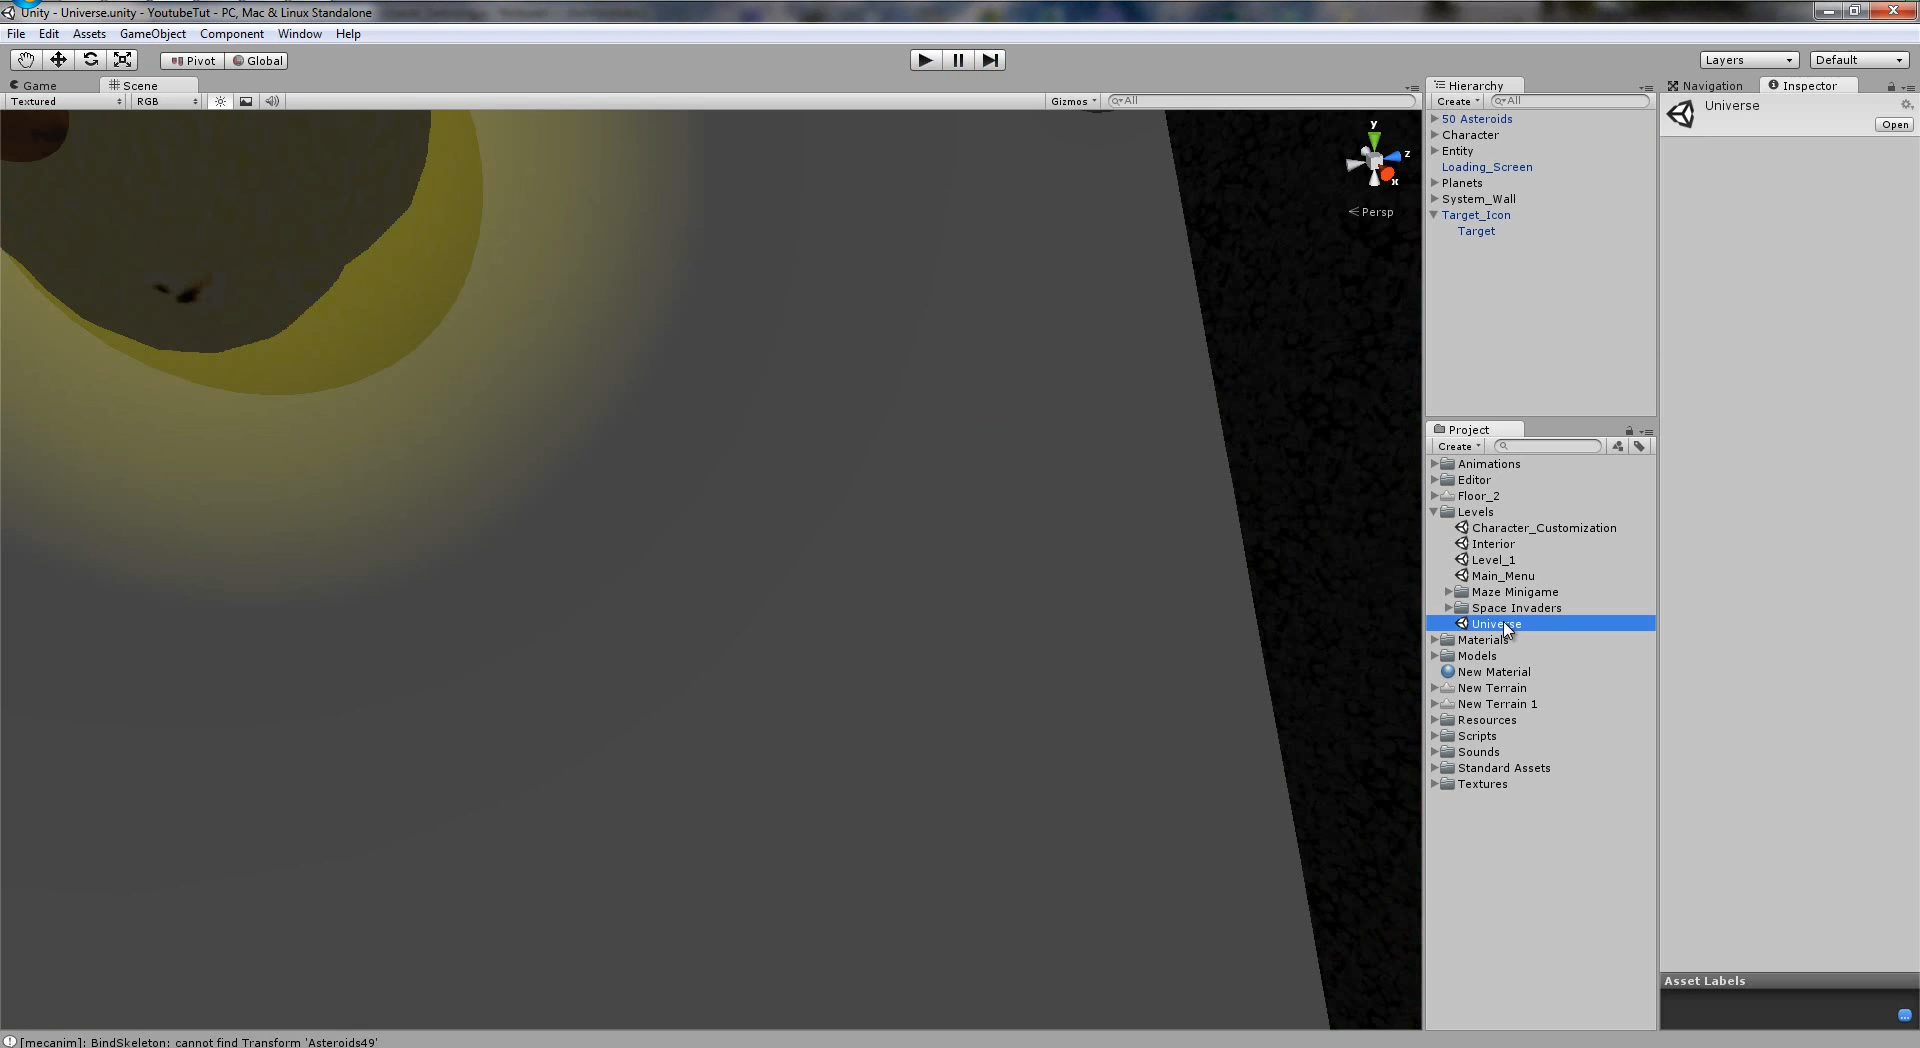 Unity - Universe.unity - YoutubeTut - PC, Mac & Linux Standalone
File Edit Assets GameObject Component Window Help
Pivot Global Layers Default
Game Scene
Textured RGB Gizmos All
y
z
x
Persp
Hierarchy
Create All
50 Asteroids
Character
Entity
Loading_Screen
Planets
System_Wall
Target_Icon
Target
Project
Create
Animations
Editor
Floor_2
Levels
Character_Customization
Interior
Level_1
Main_Menu
Maze Minigame
Space Invaders
Universe
Materials
Models
New Material
New Terrain
New Terrain 1
Resources
Scripts
Sounds
Standard Assets
Textures
Navigation Inspector
Universe
Open
Asset Labels
[mecanim]: BindSkeleton: cannot find Transform 'Asteroids49'